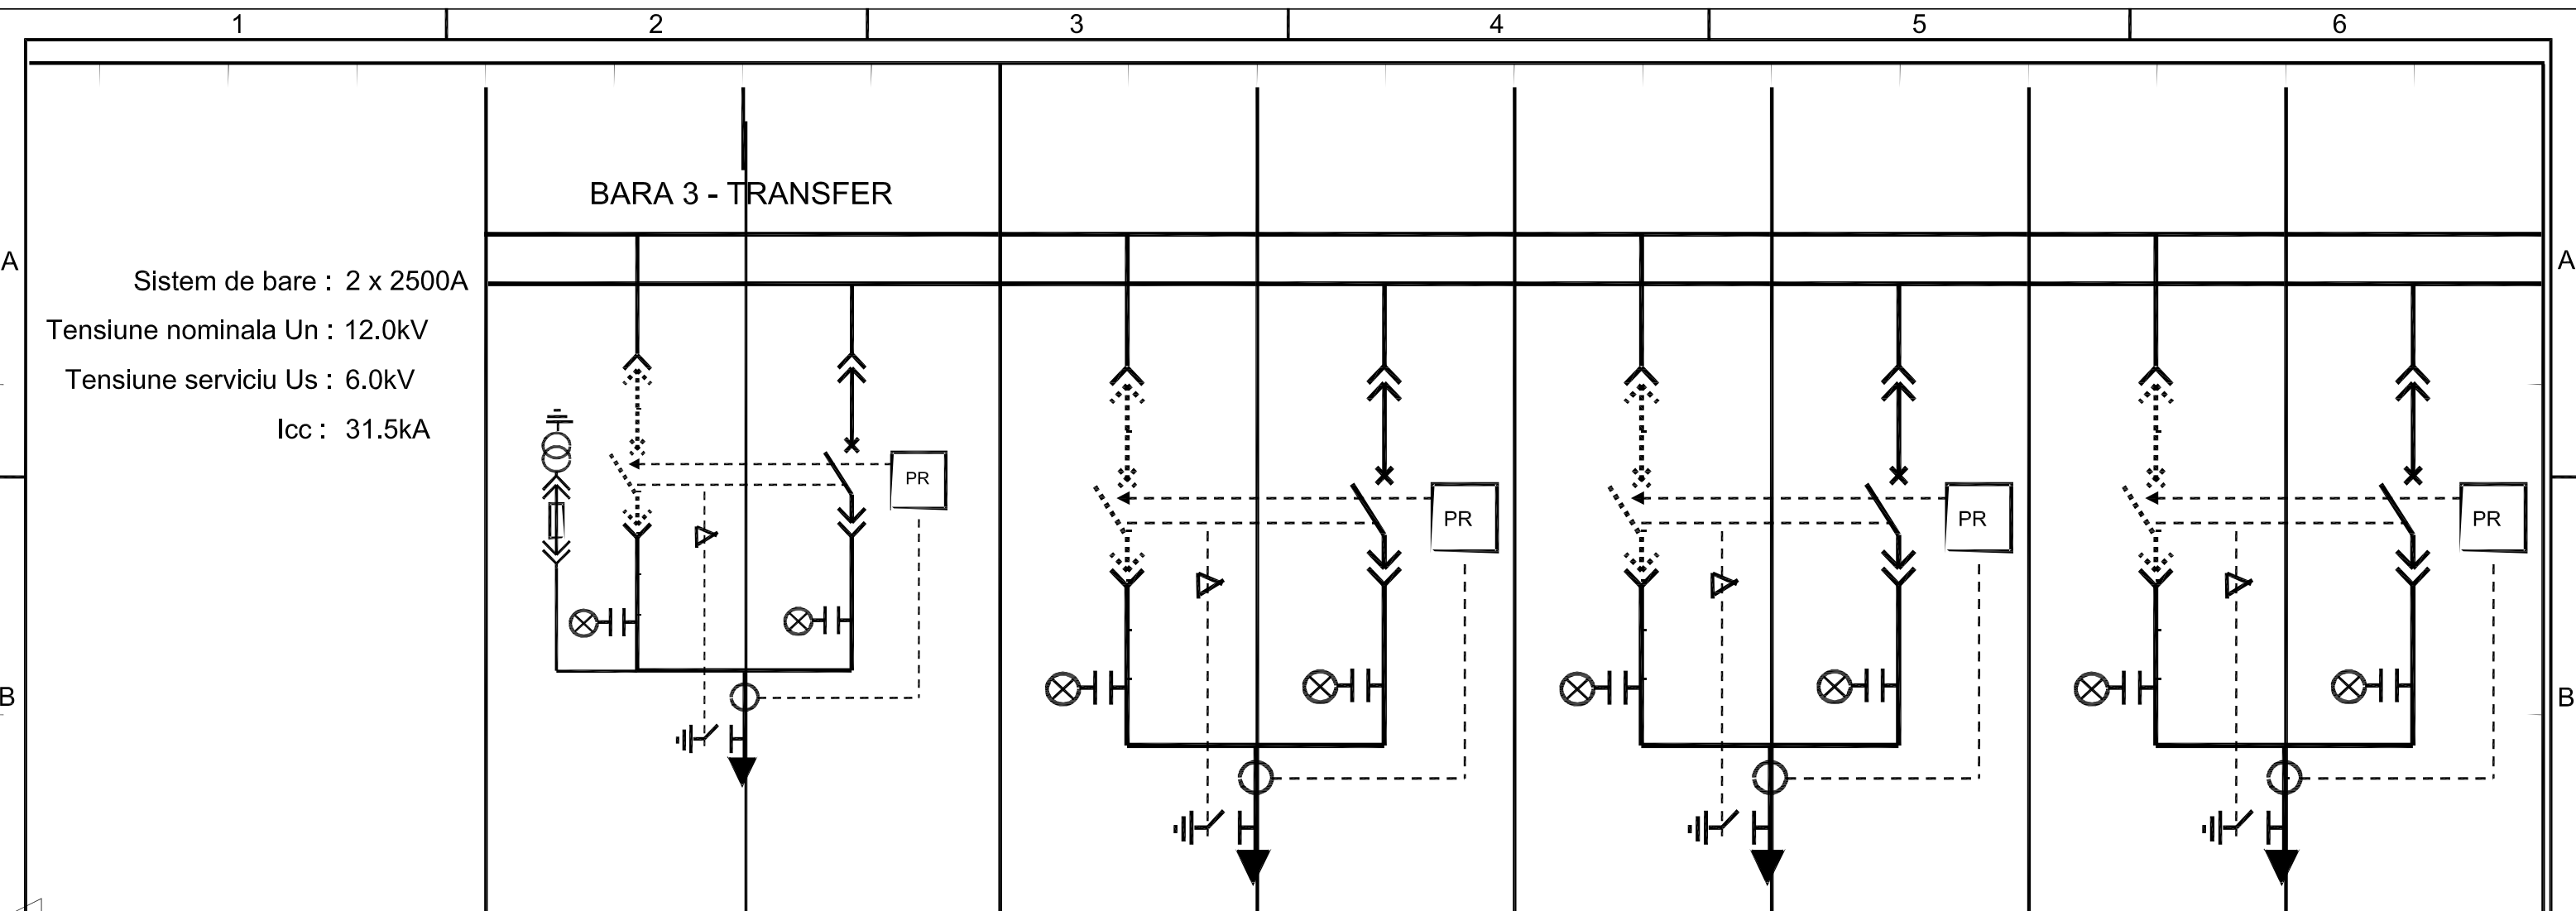 1 2 3 4 5 6
BARA 3 - TRANSFER
A A
Sistem de bare : 2 x 2500A
Tensiune nominala Un : 12.0kV
Tensiune serviciu Us : 6.0kV
Icc : 31.5kA
PR PR PR PR
B B